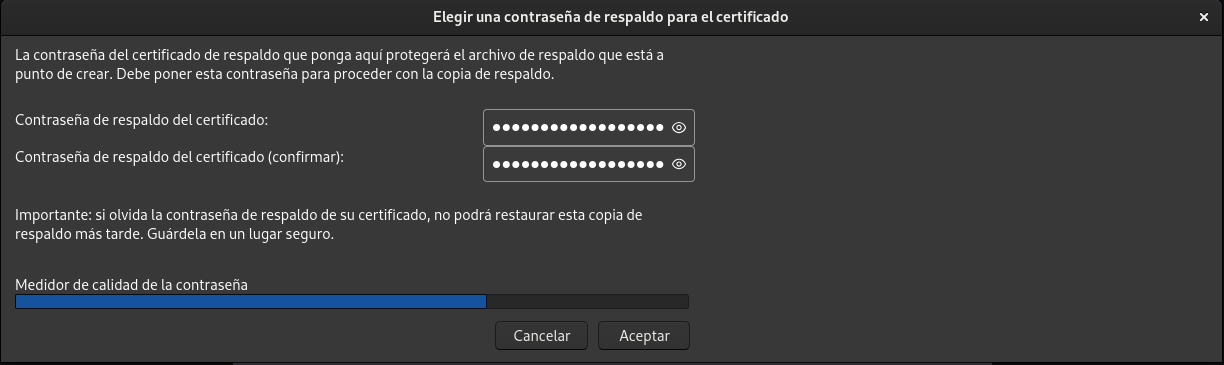 Elegir una contraseña de respaldo para el certificado
La contraseña del certificado de respaldo que ponga aquí protegerá el archivo de respaldo que está a
punto de crear. Debe poner esta contraseña para proceder con la copia de respaldo.
Contraseña de respaldo del certificado:
Contraseña de respaldo del certificado (confirmar):
Importante: si olvida la contraseña de respaldo de su certificado, no podrá restaurar esta copia de
respaldo más tarde. Guárdela en un lugar seguro.
Medidor de calidad de la contraseña
Cancelar Aceptar